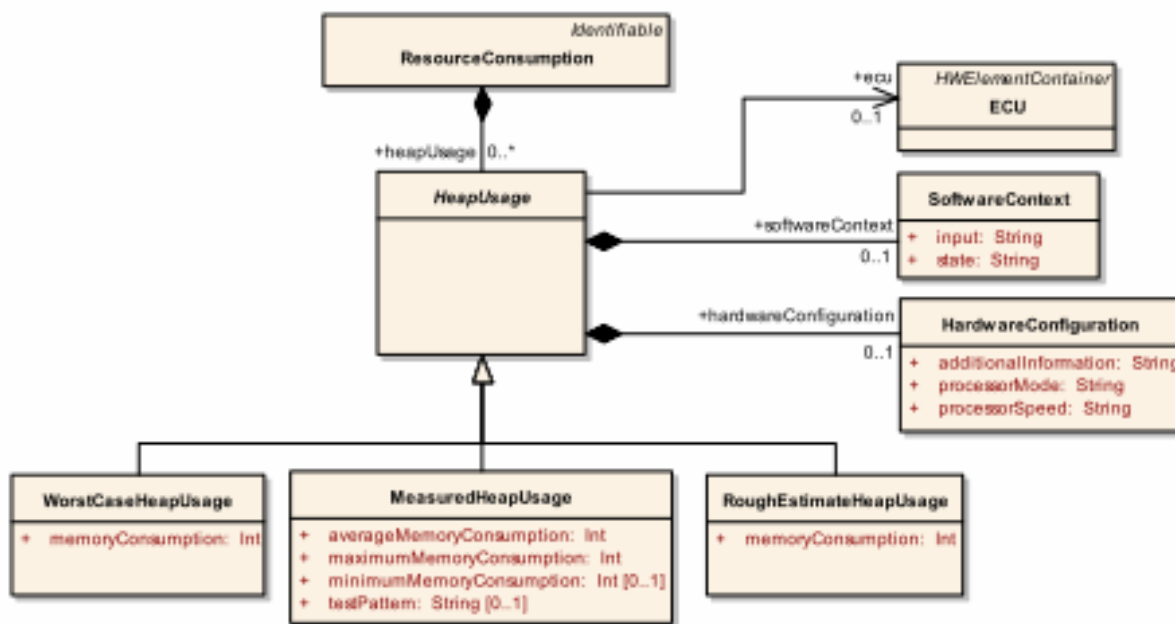 Identifiable
ResourceConsumption
+heapUsage 0..*
HeapUsage
+ecu
0..1
HWElementContainer
ECU
+softwareContext
0..1
SoftwareContext
+ input: String
+ state: String
+hardwareConfiguration
0..1
HardwareConfiguration
+ additionalInformation: String
+ processorMode: String
+ processorSpeed: String
WorstCaseHeapUsage
+ memoryConsumption: Int
MeasuredHeapUsage
+ averageMemoryConsumption: Int
+ maximumMemoryConsumption: Int
+ minimumMemoryConsumption: Int [0..1]
+ testPattern: String [0..1]
RoughEstimateHeapUsage
+ memoryConsumption: Int